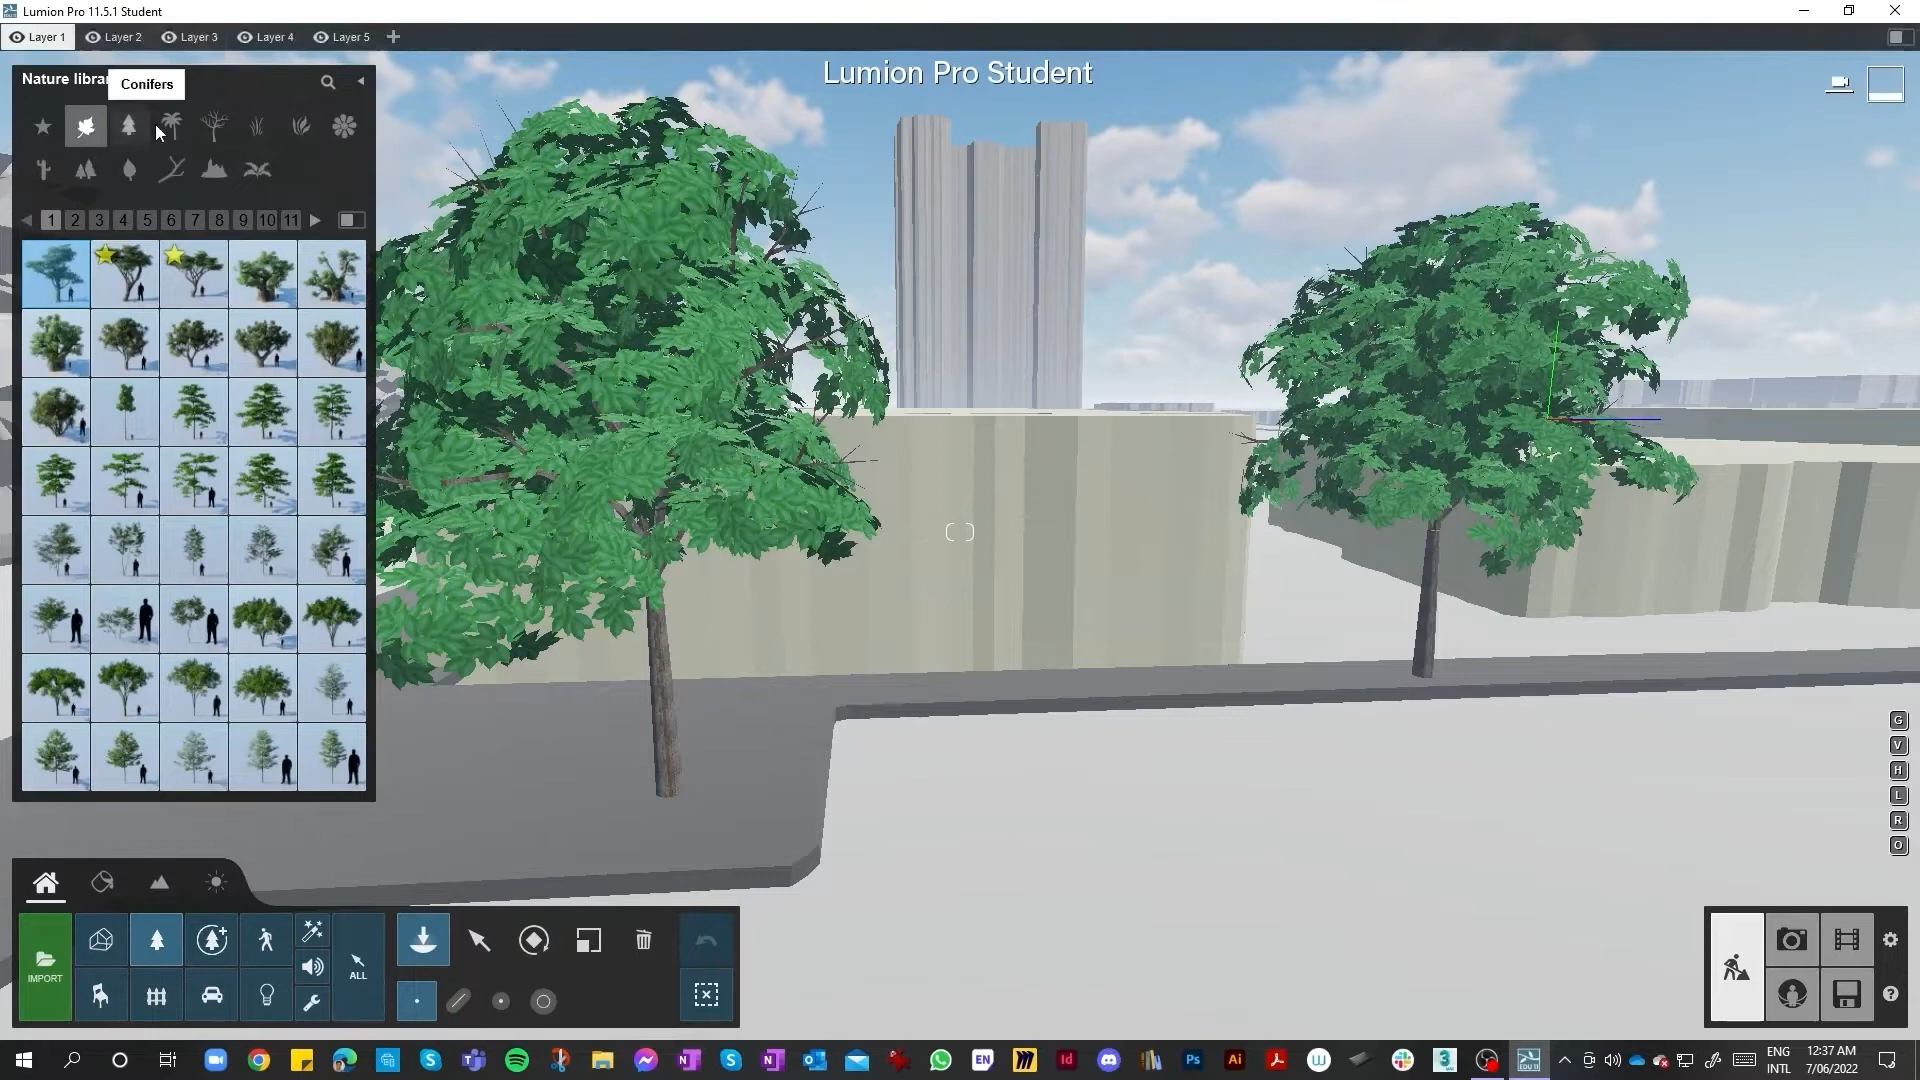 Lumion Pro 11.5.1 Student
Layer 1 Layer 2 Layer 3 Layer 4 Layer 5
Lumion Pro Student
Nature libra
Conifers
1 2 3 4 5 6 7 8 9 10 11
G
V
H
L
R
O
IMPORT
ALL
ENG
INTL
12:37 AM
7/06/2022